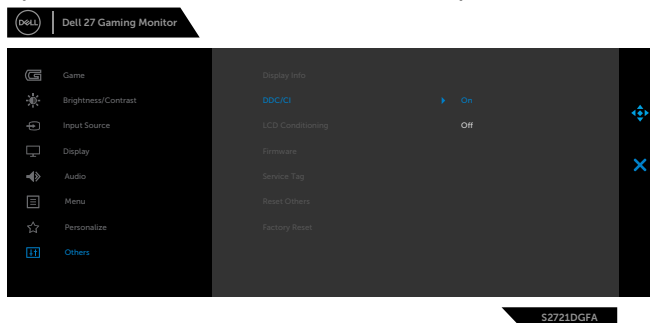 DELL
Dell 27 Gaming Monitor
Game
Display Info
Brightness/Contrast
DDC/CI
On
Input Source
LCD Conditioning
Off
Display
Firmware
Audio
Service Tag
Menu
Reset Others
Personalize
Factory Reset
Others
S2721DGFA